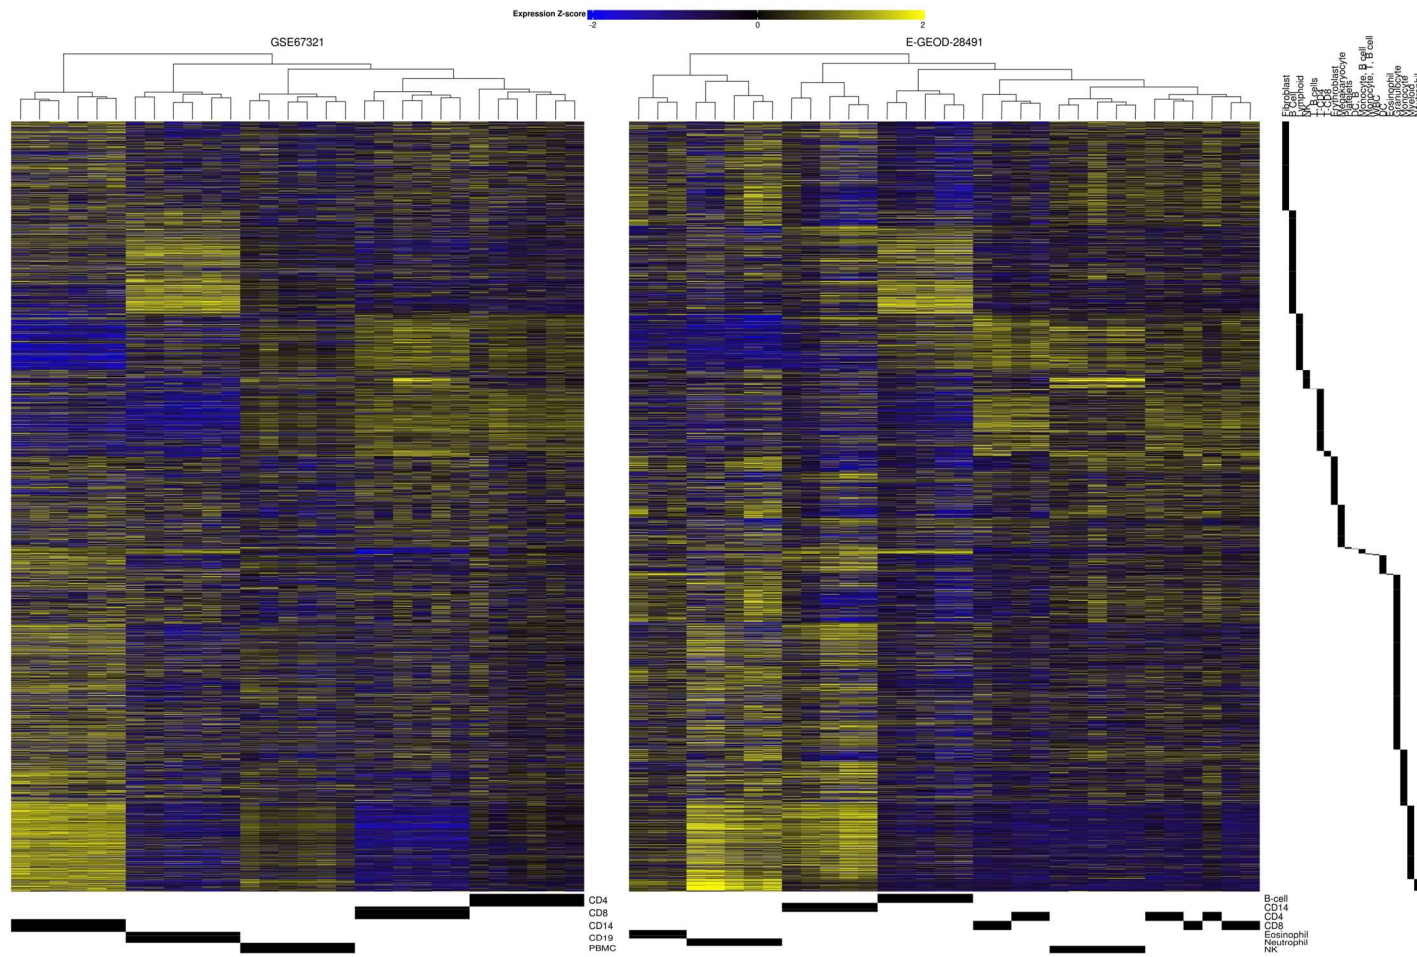 Expression Z-score
-2
0
2
GSE67321
E-GEOD-28491
Fibroblast
B Cell
Lymphoid
NK
T, B cells
T-CD4
T-CD8
Erythroblast
Megakaryocyte
Platelets
Monocyte, B cell
Monocyte, T, B cell
WBC
DC
Eosinophil
Granulocyte
Monocyte
Myeloid
CD4
CD8
CD14
CD19
PBMC
B-cell
CD14
CD4
CD8
Eosinophil
Neutrophil
NK